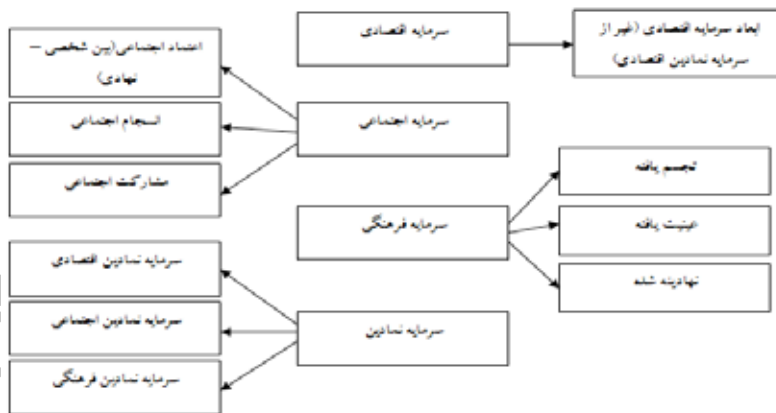 سرمایه اقتصادی
ابعاد سرمایه اقتصادی (غیر از
سرمایه نمادین اقتصادی)
سرمایه اجتماعی
اعتماد اجتماعی(بین شخصی –
نهادی)
انسجام اجتماعی
مشارکت اجتماعی
سرمایه فرهنگی
تجسم یافته
عینیت یافته
نهادینه شده
سرمایه نمادین
سرمایه نمادین اقتصادی
سرمایه نمادین اجتماعی
سرمایه نمادین فرهنگی